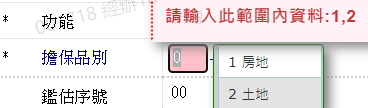 * 功能
請輸入此範圍內資料:1,2
* 擔保品別 0 -
1 房地
2 土地
鑑估序號 00